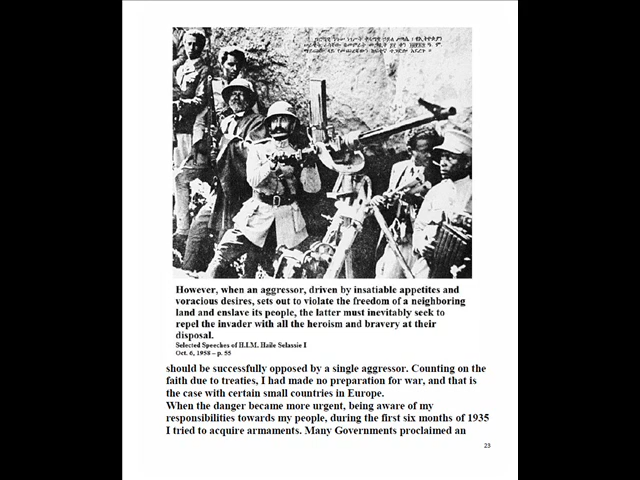 However, when an aggressor, driven by insatiable appetites and
voracious desires, sets out to violate the freedom of a neighboring
land and enslave its people, the latter must inevitably seek to
repel the invader with all the heroism and bravery at their
disposal.
Selected Speeches of H.I.M. Haile Selassie I
Oct. 6, 1958 – p. 55
should be successfully opposed by a single aggressor. Counting on the
faith due to treaties, I had made no preparation for war, and that is
the case with certain small countries in Europe.
When the danger became more urgent, being aware of my
responsibilities towards my people, during the first six months of 1935
I tried to acquire armaments. Many Governments proclaimed an
23